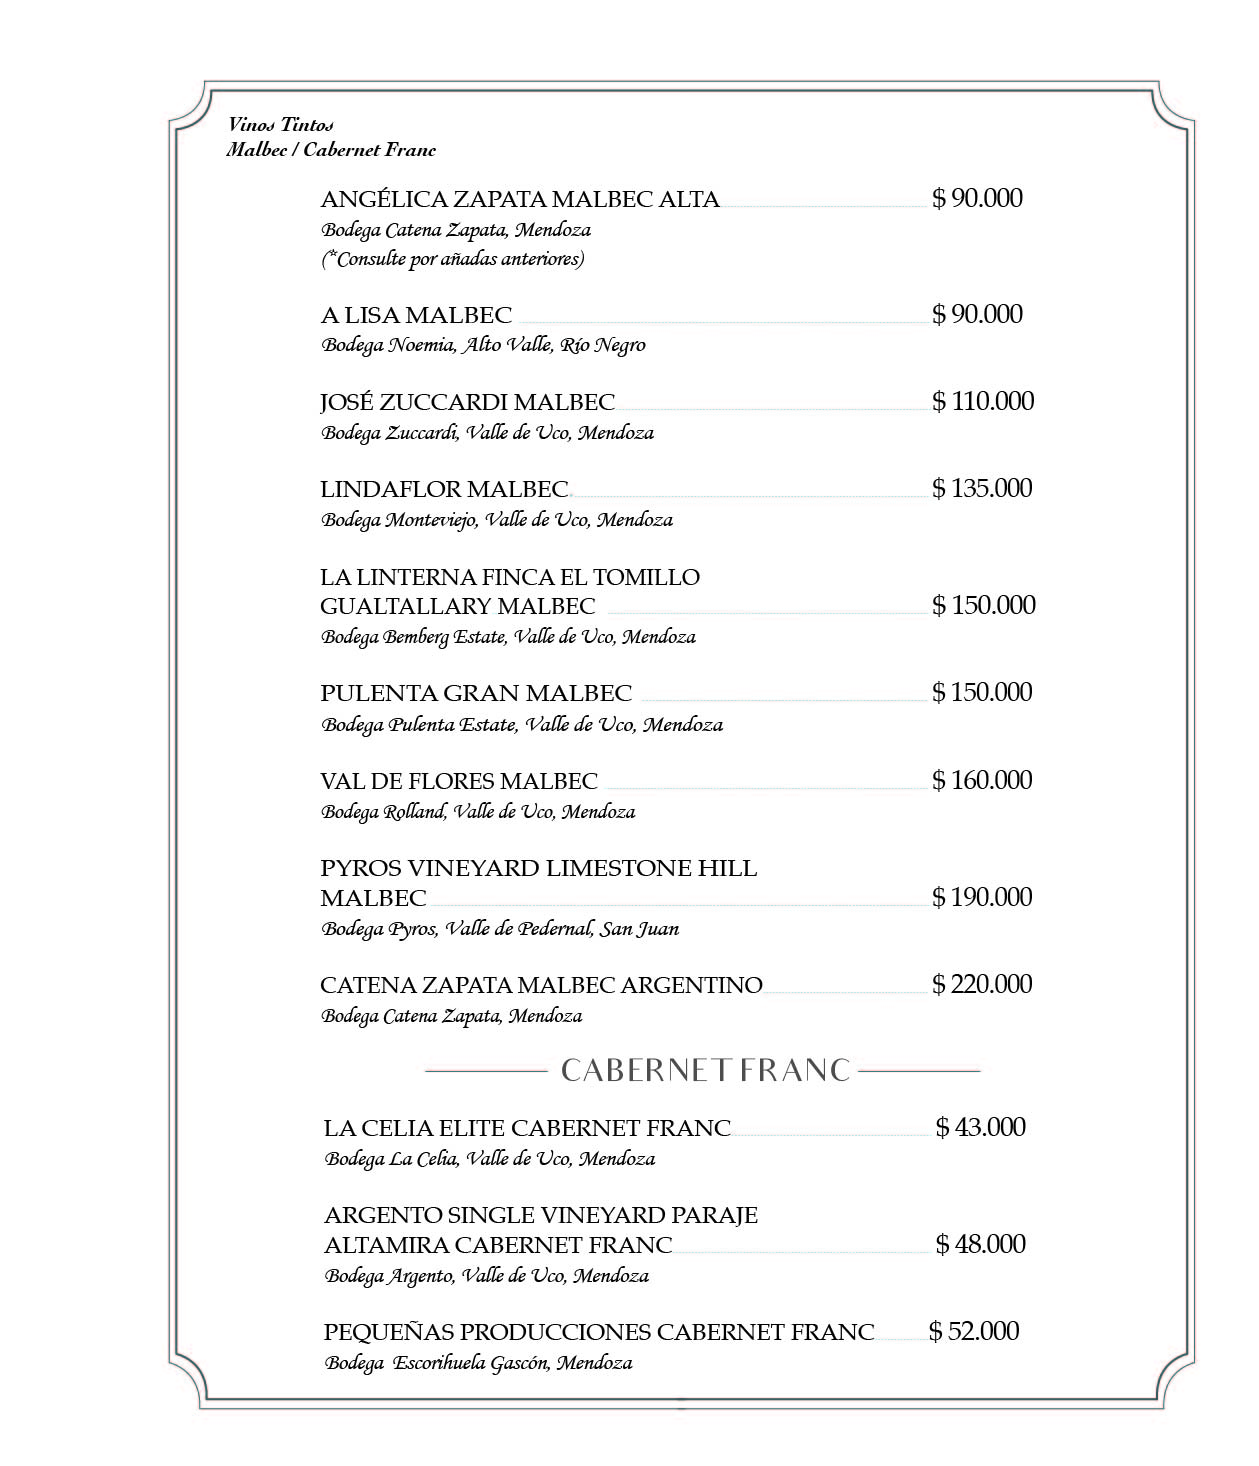 Vinos Tintos
Malbec / Cabernet Franc
ANGÉLICA ZAPATA MALBEC ALTA $ 90.000
Bodega Catena Zapata, Mendoza
(*Consulte por añadas anteriores)
A LISA MALBEC $ 90.000
Bodega Noemia, Alto Valle, Río Negro
JOSÉ ZUCCARDI MALBEC $ 110.000
Bodega Zuccardi, Valle de Uco, Mendoza
LINDAFLOR MALBEC $ 135.000
Bodega Monteviejo, Valle de Uco, Mendoza
LA LINTERNA FINCA EL TOMILLO
GUALTALLARY MALBEC $ 150.000
Bodega Bemberg Estate, Valle de Uco, Mendoza
PULENTA GRAN MALBEC $ 150.000
Bodega Pulenta Estate, Valle de Uco, Mendoza
VAL DE FLORES MALBEC $ 160.000
Bodega Rolland, Valle de Uco, Mendoza
PYROS VINEYARD LIMESTONE HILL
MALBEC $ 190.000
Bodega Pyros, Valle de Pedernal, San Juan
CATENA ZAPATA MALBEC ARGENTINO $ 220.000
Bodega Catena Zapata, Mendoza
CABERNET FRANC
LA CELIA ELITE CABERNET FRANC $ 43.000
Bodega La Celia, Valle de Uco, Mendoza
ARGENTO SINGLE VINEYARD PARAJE
ALTAMIRA CABERNET FRANC $ 48.000
Bodega Argento, Valle de Uco, Mendoza
PEQUEÑAS PRODUCCIONES CABERNET FRANC $ 52.000
Bodega Escorihuela Gascón, Mendoza